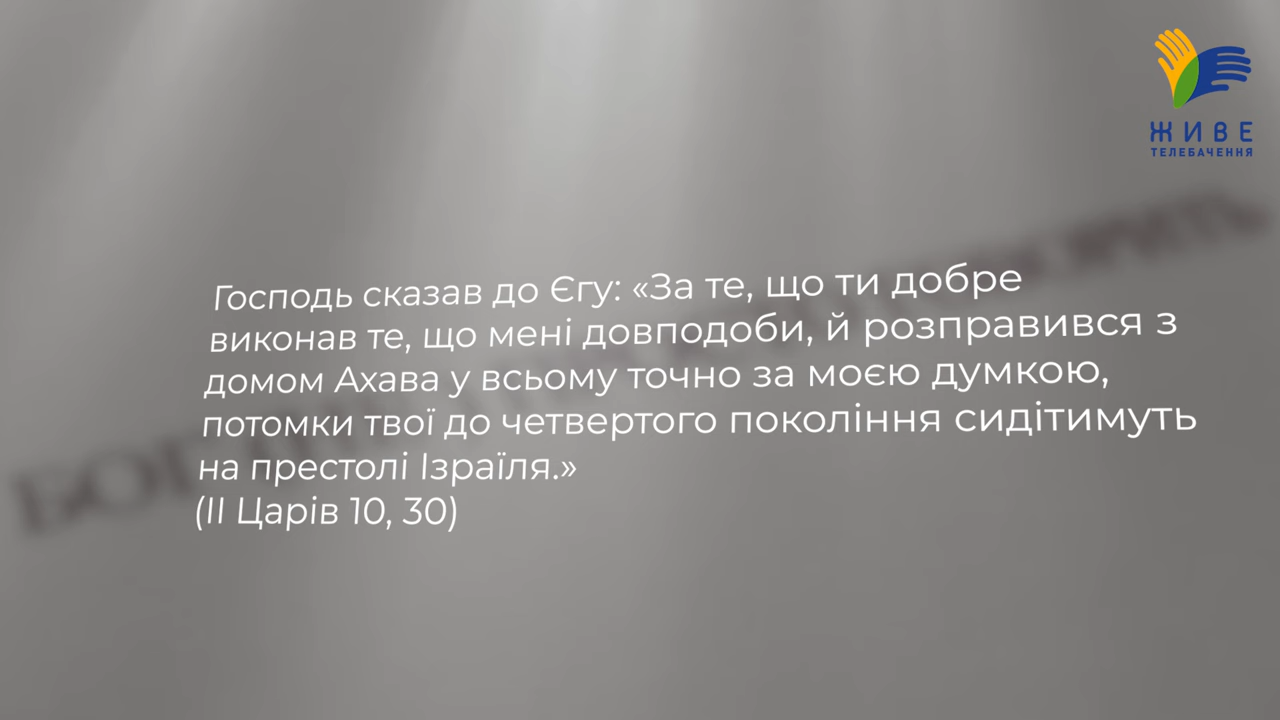 ЖИВЕ
ТЕЛЕБАЧЕННЯ
Господь сказав до Єгу: «За те, що ти добре
виконав те, що мені довподоби, й розправився з
домом Ахава у всьому точно за моєю думкою,
потомки твої до четвертого покоління сидітимуть
на престолі Ізраїля.»
(ІІ Царів 10, 30)